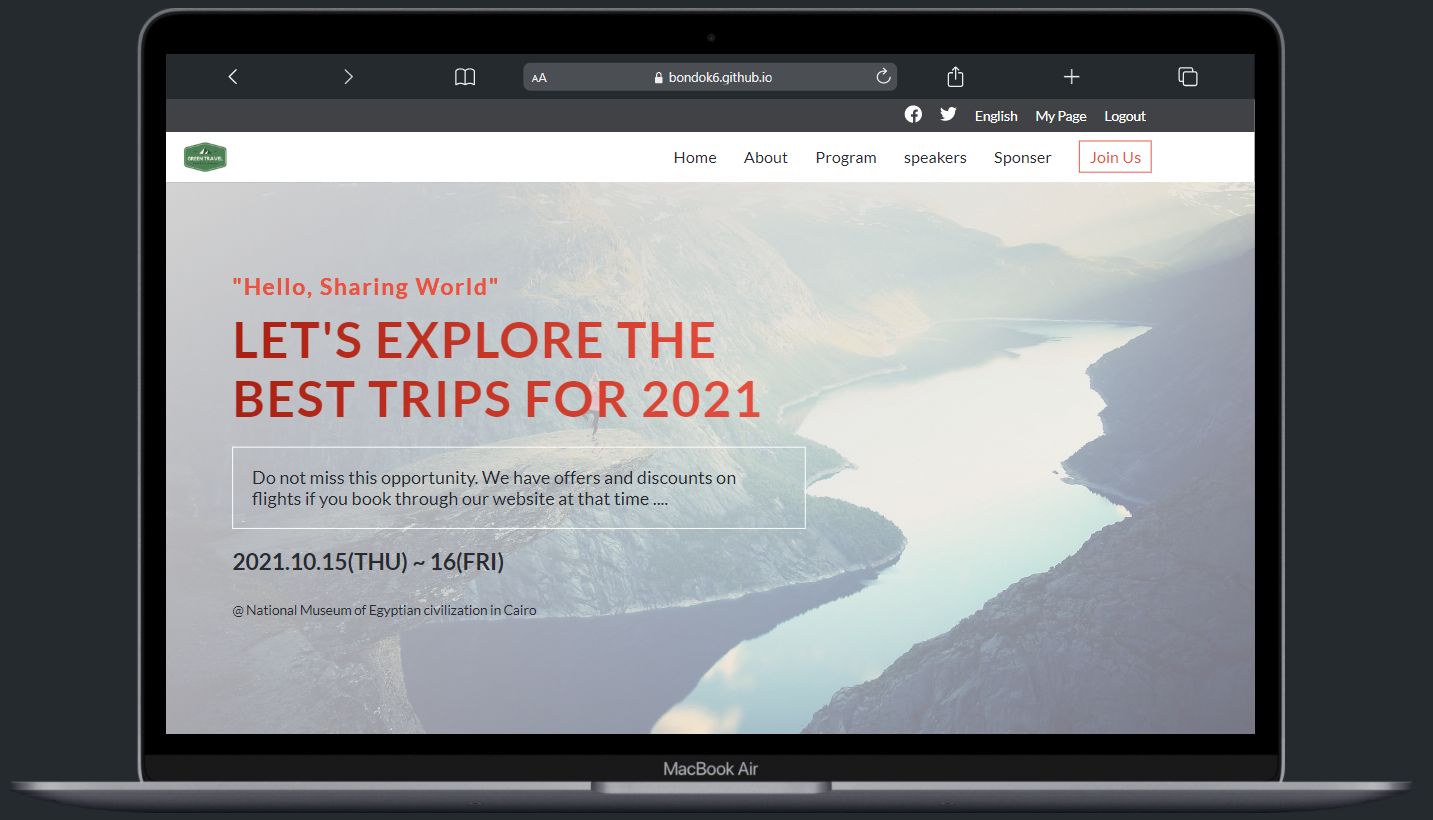 AA bondok6.github.io
English My Page Logout
GREEN TRAVEL
Home About Program speakers Sponser Join Us
"Hello, Sharing World"
LET'S EXPLORE THE
BEST TRIPS FOR 2021
Do not miss this opportunity. We have offers and discounts on
flights if you book through our website at that time ....
2021.10.15(THU) ~ 16(FRI)
@ National Museum of Egyptian civilization in Cairo
MacBook Air